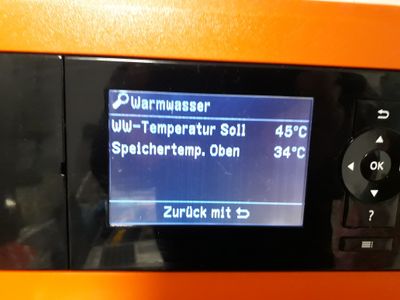 Warmwasser
WW-Temperatur Soll 45°C
Speichertemp. Oben 34°C
Zurück mit
OK
?